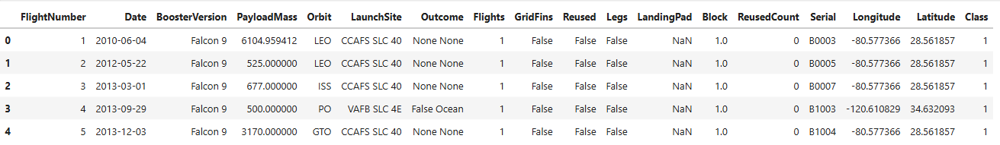 FlightNumber Date BoosterVersion PayloadMass Orbit LaunchSite Outcome Flights GridFins Reused Legs LandingPad Block ReusedCount Serial Longitude Latitude Class
0 1 2010-06-04 Falcon 9 6104.959412 LEO CCAFS SLC 40 None None 1 False False False NaN 1.0 0 B0003 -80.577366 28.561857 1
1 2 2012-05-22 Falcon 9 525.000000 LEO CCAFS SLC 40 None None 1 False False False NaN 1.0 0 B0005 -80.577366 28.561857 1
2 3 2013-03-01 Falcon 9 677.000000 ISS CCAFS SLC 40 None None 1 False False False NaN 1.0 0 B0007 -80.577366 28.561857 1
3 4 2013-09-29 Falcon 9 500.000000 PO VAFB SLC 4E False Ocean 1 False False False NaN 1.0 0 B1003 -120.610829 34.632093 1
4 5 2013-12-03 Falcon 9 3170.000000 GTO CCAFS SLC 40 None None 1 False False False NaN 1.0 0 B1004 -80.577366 28.561857 1